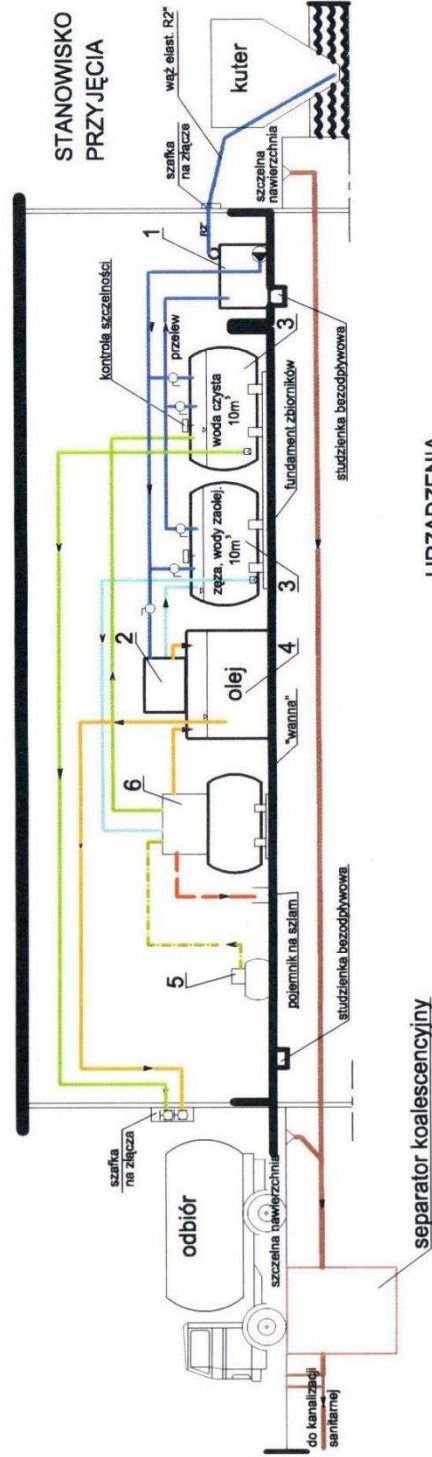 STANOWISKO
PRZYJĘCIA
wąż elast. R2"
kuter
szafka
na złącze
szczelna
nawierzchnia
R2"
1
kontrola szczelności
przelew
woda czysta
10m³
3
zęza, wody zaolej.
10m³
3
2
olej
4
6
5
"wanna"
fundament zbiorników
studzienka bezodpływowa
pojemnik na szlam
studzienka bezodpływowa
szafka
na złącza
odbiór
szczelna nawierzchnia
separator koalescencyjny
do kanalizacji
sanitarnej